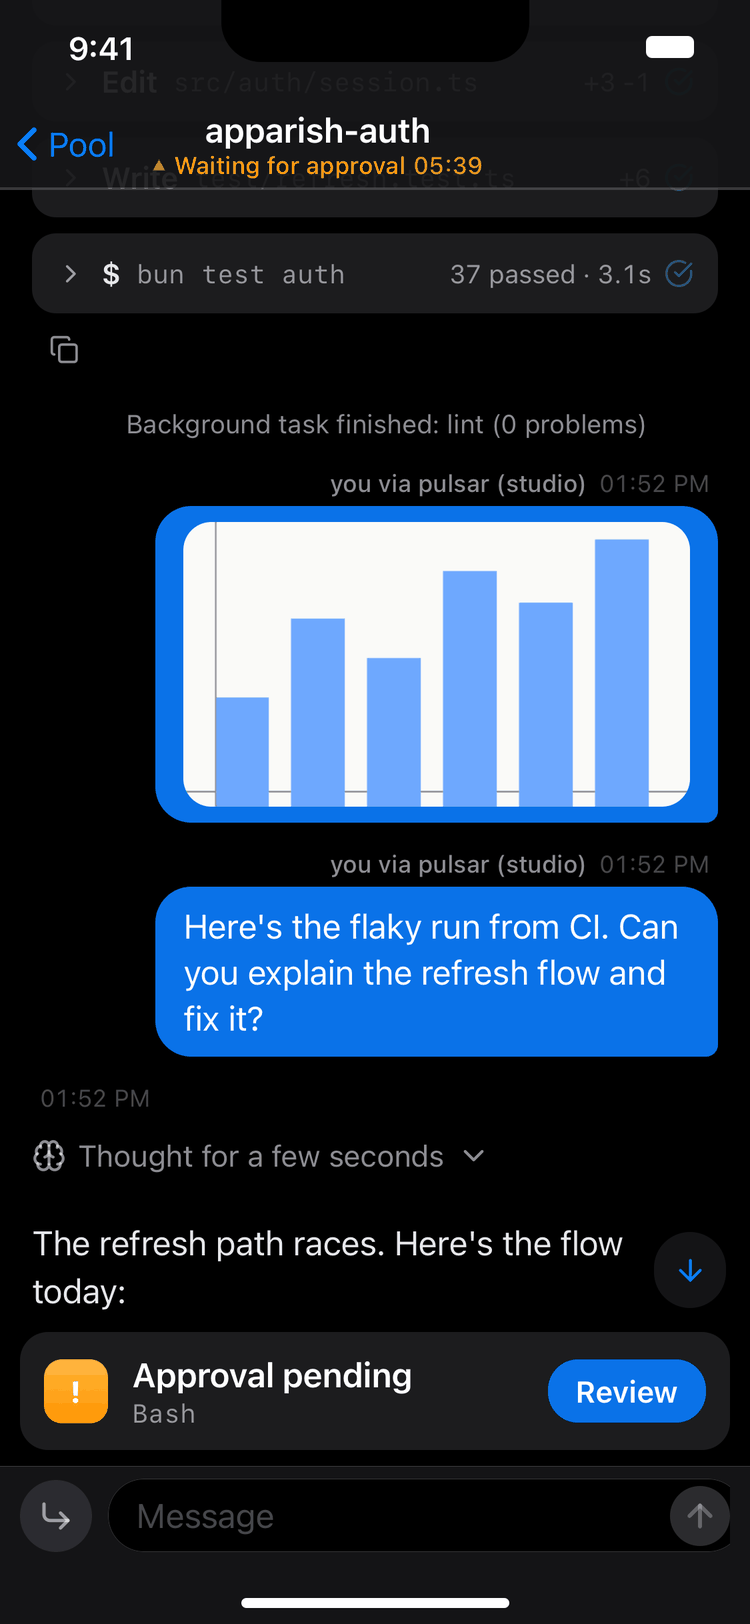 9:41
Edit src/auth/session.ts +3 -1
Pool
apparish-auth
Waiting for approval 05:39
Write test/refresh.test.ts +6
$ bun test auth 37 passed · 3.1s
Background task finished: lint (0 problems)
you via pulsar (studio) 01:52 PM
you via pulsar (studio) 01:52 PM
Here's the flaky run from CI. Can
you explain the refresh flow and
fix it?
01:52 PM
Thought for a few seconds
The refresh path races. Here's the flow
today:
Approval pending
Bash
Review
Message